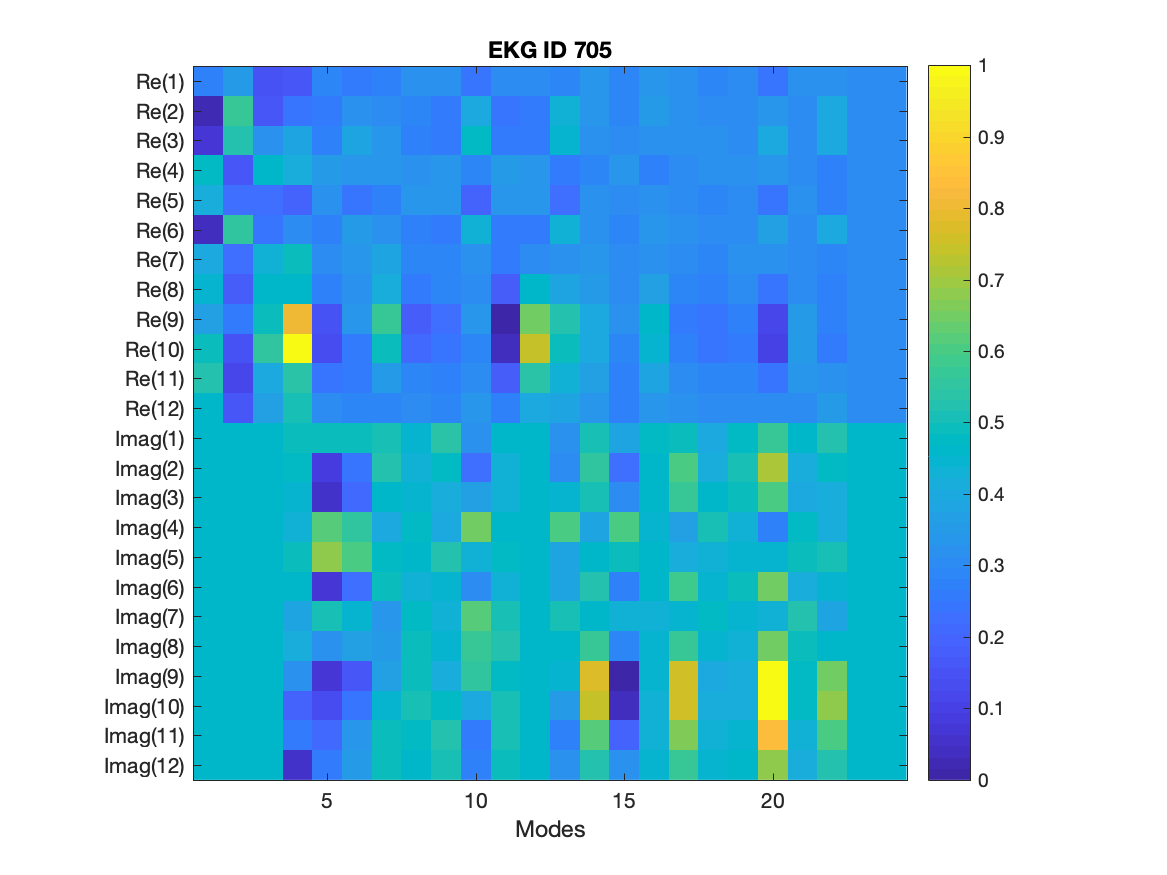 EKG ID 705
Re(1)
Re(2)
Re(3)
Re(4)
Re(5)
Re(6)
Re(7)
Re(8)
Re(9)
Re(10)
Re(11)
Re(12)
Imag(1)
Imag(2)
Imag(3)
Imag(4)
Imag(5)
Imag(6)
Imag(7)
Imag(8)
Imag(9)
Imag(10)
Imag(11)
Imag(12)
5 10 15 20
Modes
1
0.9
0.8
0.7
0.6
0.5
0.4
0.3
0.2
0.1
0